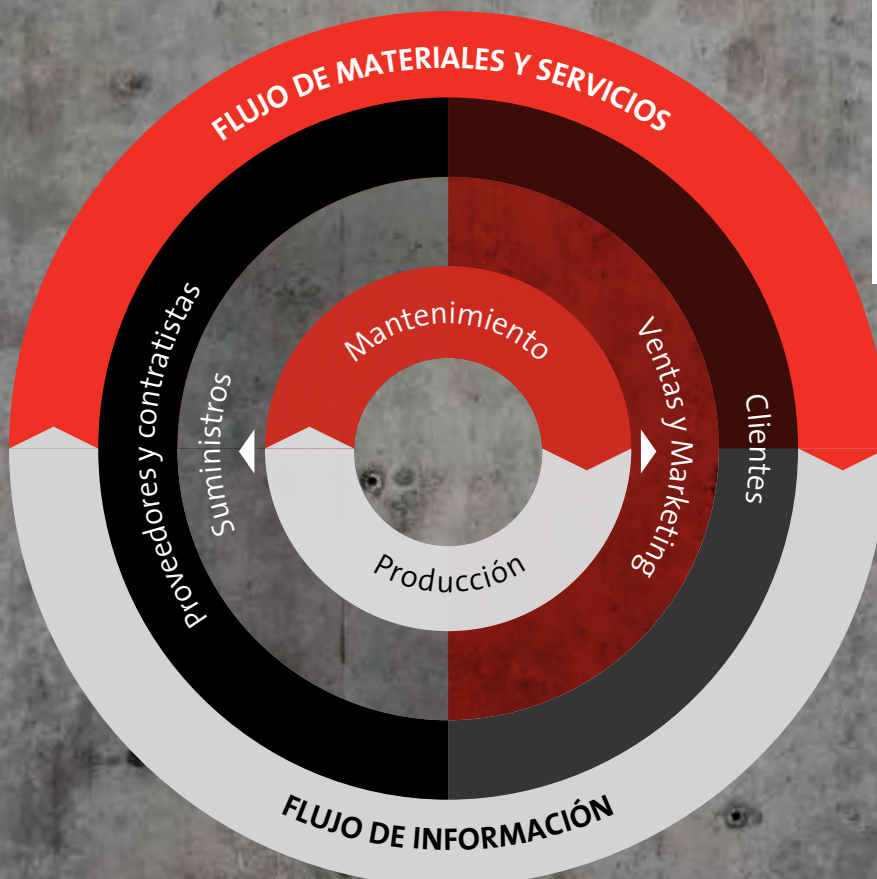 FLUJO DE MATERIALES Y SERVICIOS
Mantenimiento
Proveedores y contratistas
Suministros
Ventas y Marketing
Clientes
Producción
FLUJO DE INFORMACIÓN